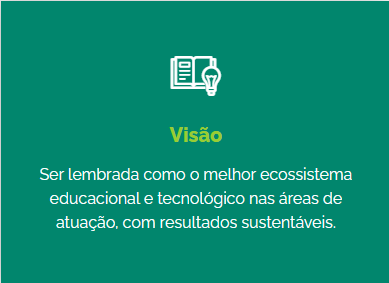 Visão
Ser lembrada como o melhor ecossistema
educacional e tecnológico nas áreas de
atuação, com resultados sustentáveis.